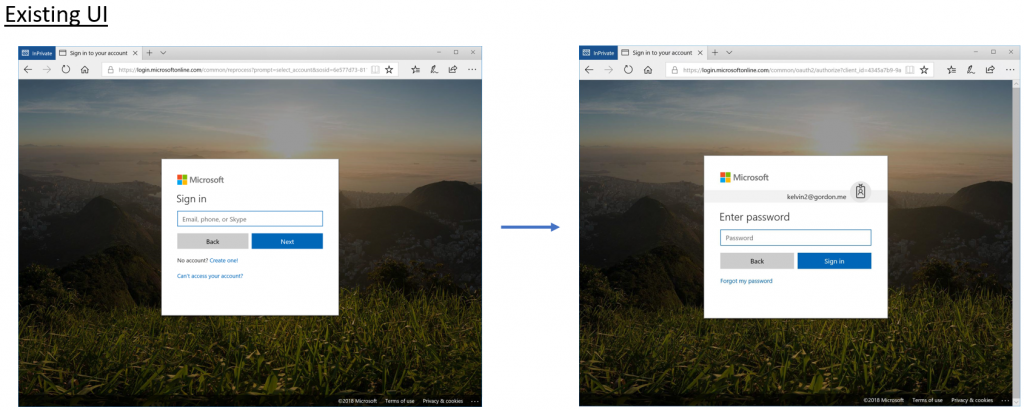 Existing UI
InPrivate
Sign in to your account
https://login.microsoftonline.com/common/reprocess?prompt=select_account&sosid=6e577d73-91
Microsoft
Sign in
Email, phone, or Skype
Back
Next
No account? Create one!
Can't access your account?
©2018 Microsoft Terms of use Privacy & cookies ...
InPrivate
Sign in to your account
https://login.microsoftonline.com/common/oauth2/authorize?client_id=4345a7b9-9a
Microsoft
kelvin2@gordon.me
Enter password
Password
Back
Sign in
Forgot my password
©2018 Microsoft Terms of use Privacy & cookies ...